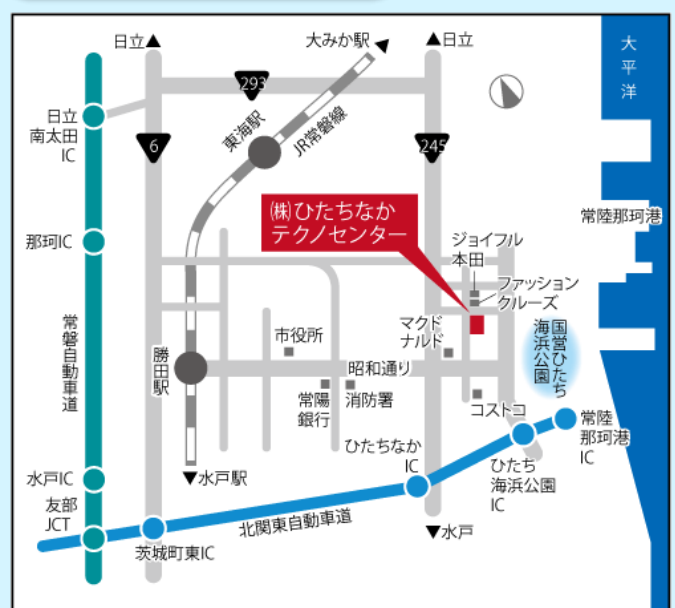 日立▲
大みか駅▲
▲日立
大
平
洋
293
日立
南太田
IC
東海駅
JR常磐線
6
245
㈱ひたちなか
テクノセンター
常陸那珂港
那珂IC
ジョイフル
本田
ファッション
クルーズ
常磐自動車道
勝田駅
市役所
マクド
ナルド
国営ひたち
海浜公園
昭和通り
常陽
銀行
消防署
コストコ
常陸
那珂港
IC
ひたちなか
IC
ひたち
海浜公園
IC
水戸IC
▼水戸駅
友部
JCT
北関東自動車道
▼水戸
茨城町東IC